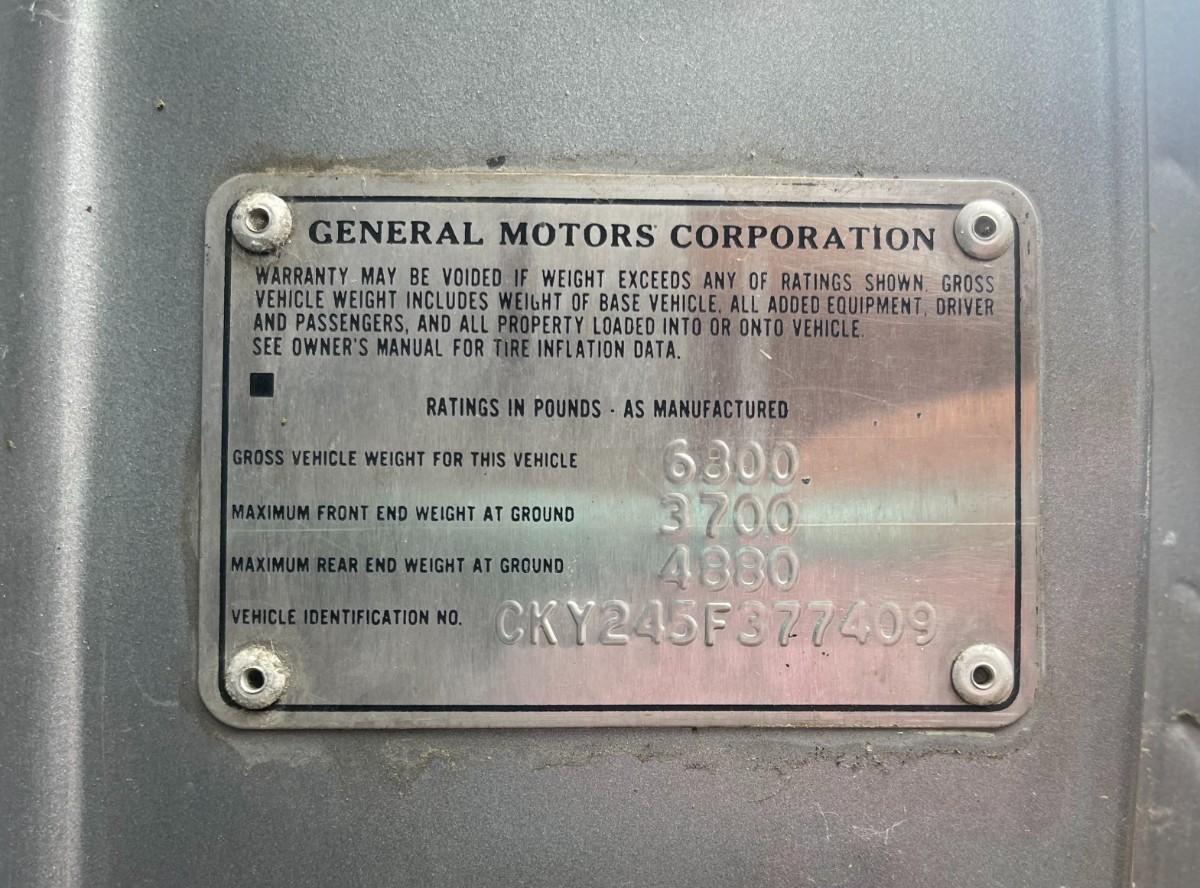 GENERAL MOTORS CORPORATION
WARRANTY MAY BE VOIDED IF WEIGHT EXCEEDS ANY OF RATINGS SHOWN. GROSS
VEHICLE WEIGHT INCLUDES WEIGHT OF BASE VEHICLE, ALL ADDED EQUIPMENT, DRIVER
AND PASSENGERS, AND ALL PROPERTY LOADED INTO OR ONTO VEHICLE.
SEE OWNER'S MANUAL FOR TIRE INFLATION DATA.
RATINGS IN POUNDS - AS MANUFACTURED
GROSS VEHICLE WEIGHT FOR THIS VEHICLE 6800
MAXIMUM FRONT END WEIGHT AT GROUND 3700
MAXIMUM REAR END WEIGHT AT GROUND 4880
VEHICLE IDENTIFICATION NO. CKY245F377409